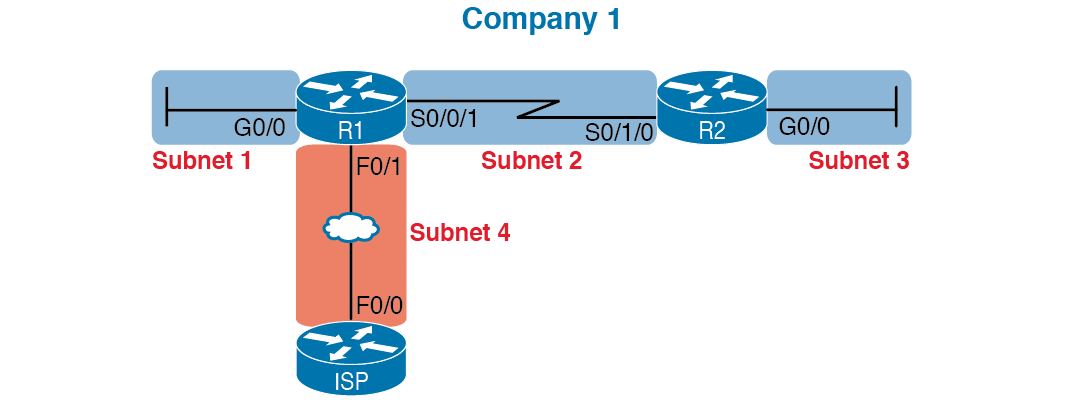 Company 1
G0/0
R1
S0/0/1
S0/1/0
R2
G0/0
Subnet 1
Subnet 2
Subnet 3
F0/1
Subnet 4
F0/0
ISP